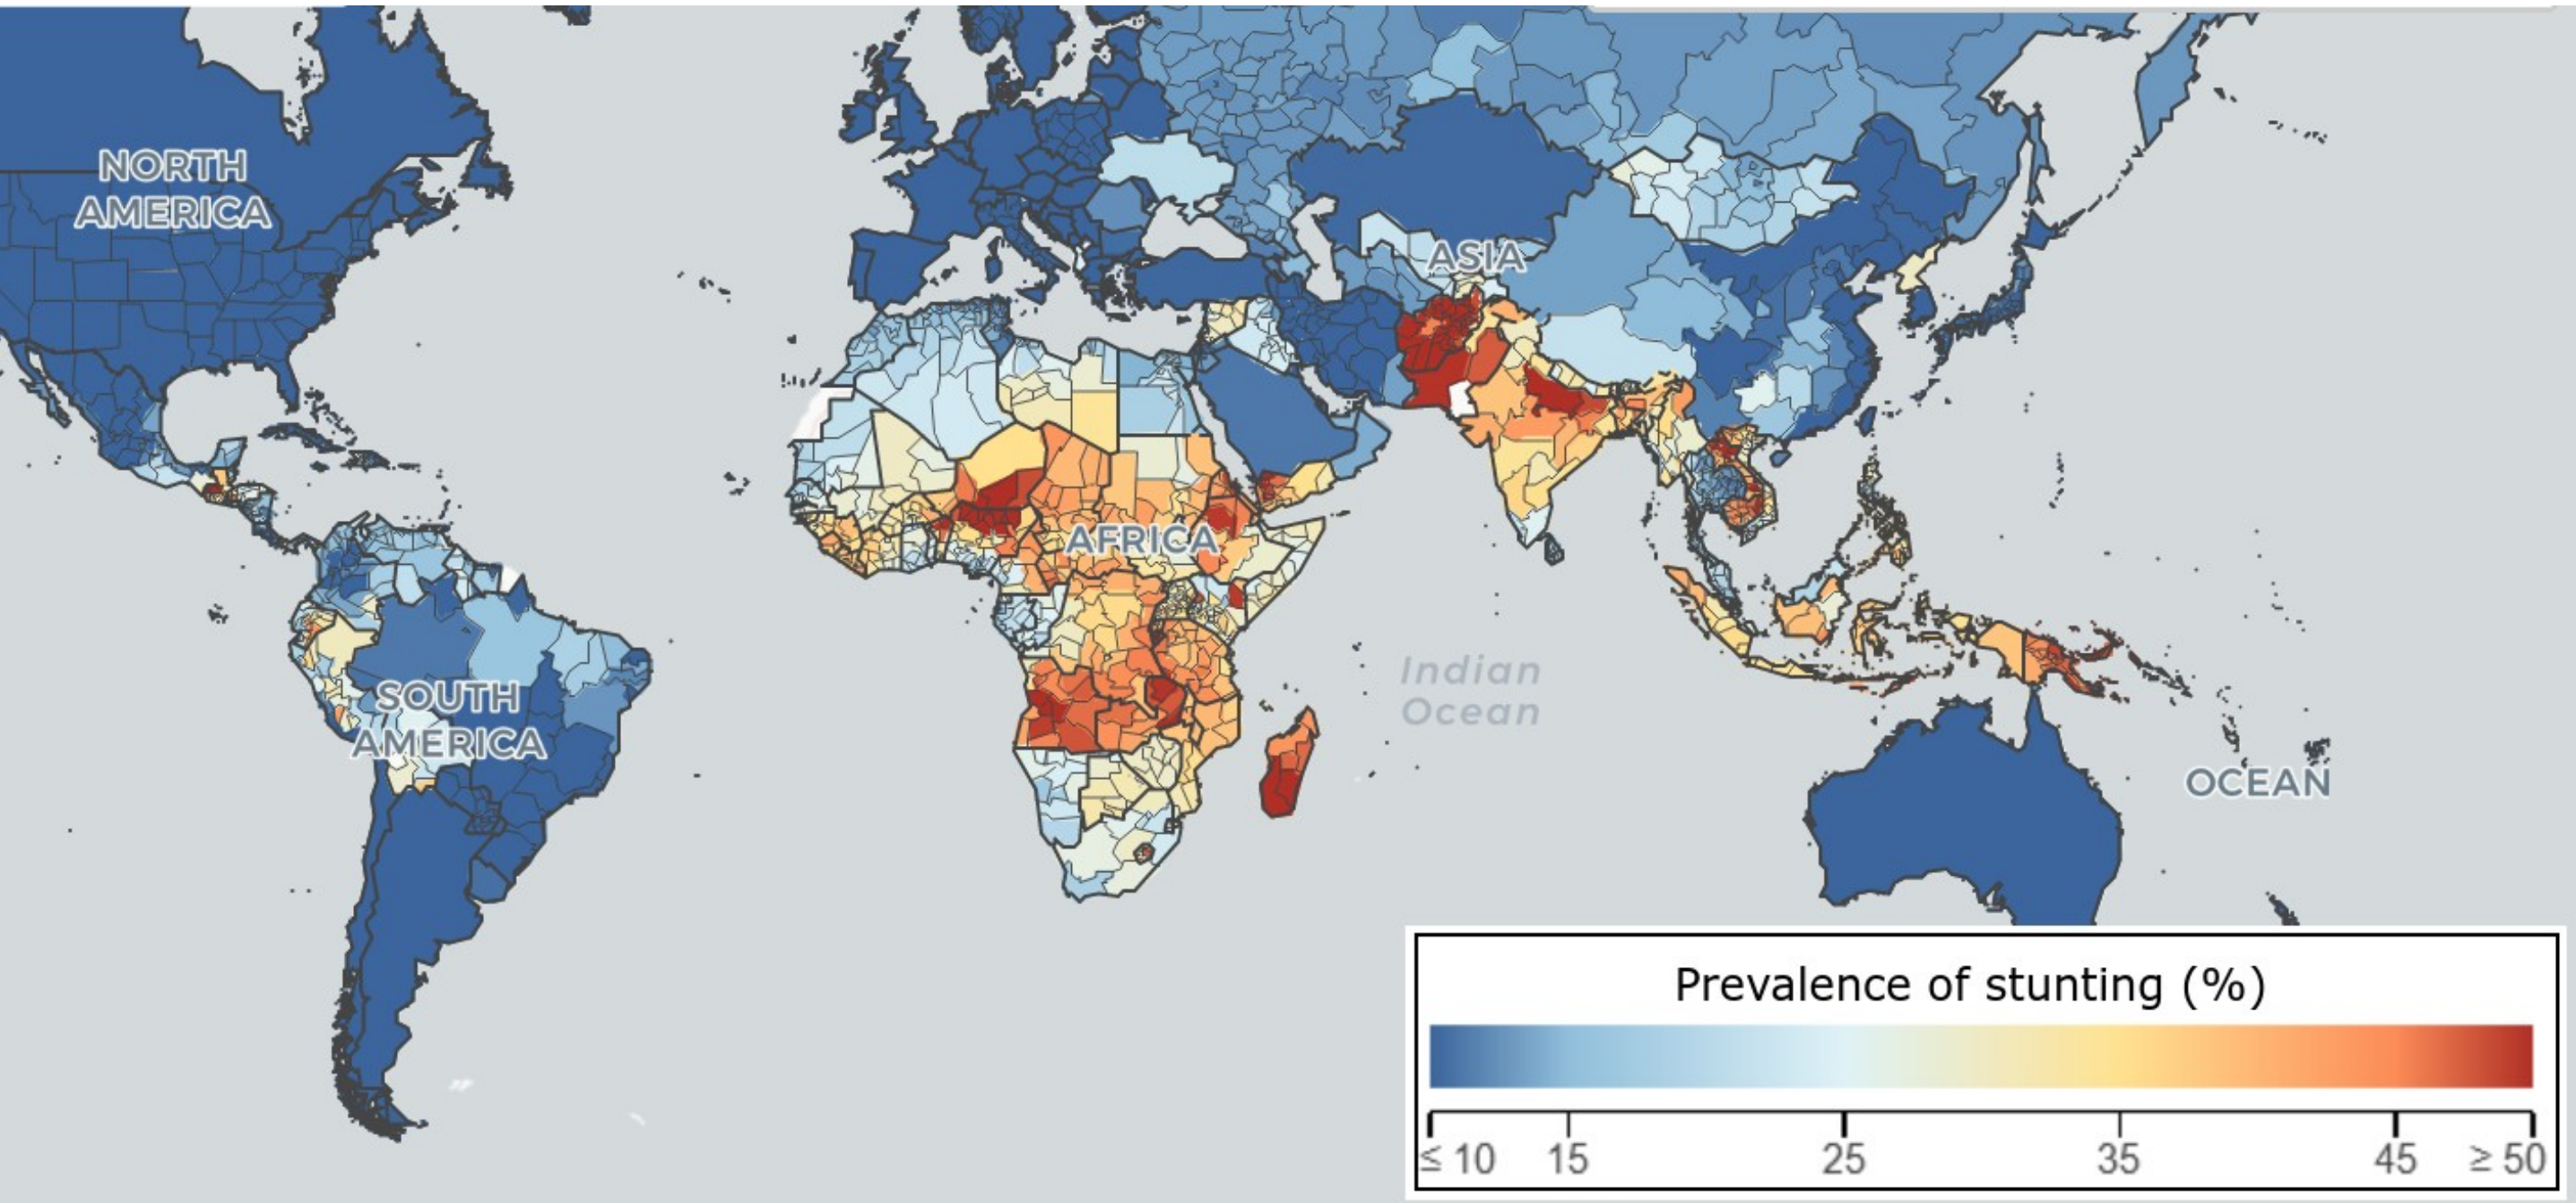 NORTH
AMERICA
ASIA
AFRICA
Indian
Ocean
SOUTH
AMERICA
OCEAN
Prevalence of stunting (%)
≤ 10 15 25 35 45 ≥ 50